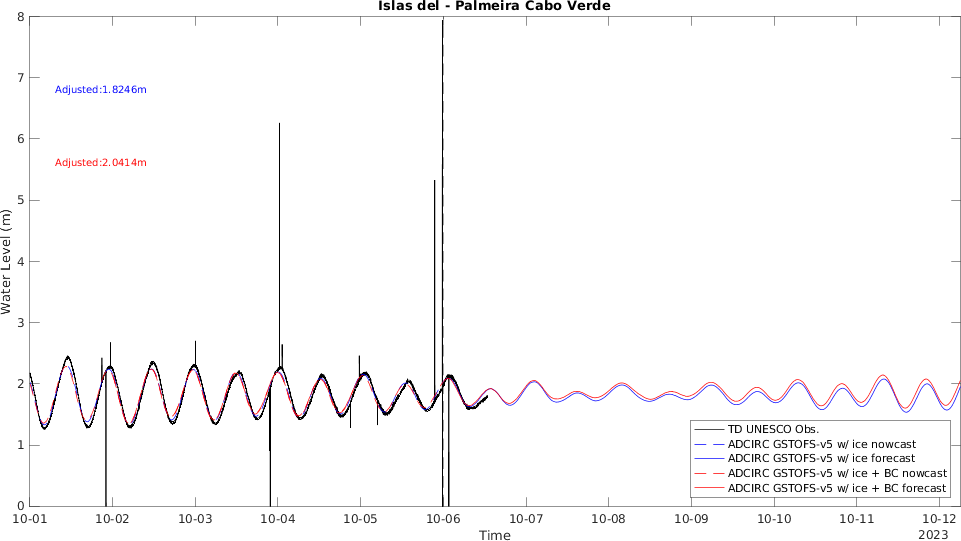 Islas del - Palmeira Cabo Verde
8
7
6
5
4
3
2
1
0
Water Level (m)
Adjusted:1.8246m
Adjusted:2.0414m
TD UNESCO Obs.
ADCIRC GSTOFS-v5 w/ ice nowcast
ADCIRC GSTOFS-v5 w/ ice forecast
ADCIRC GSTOFS-v5 w/ ice + BC nowcast
ADCIRC GSTOFS-v5 w/ ice + BC forecast
10-01 10-02 10-03 10-04 10-05 10-06 10-07 10-08 10-09 10-10 10-11 10-12
Time
2023